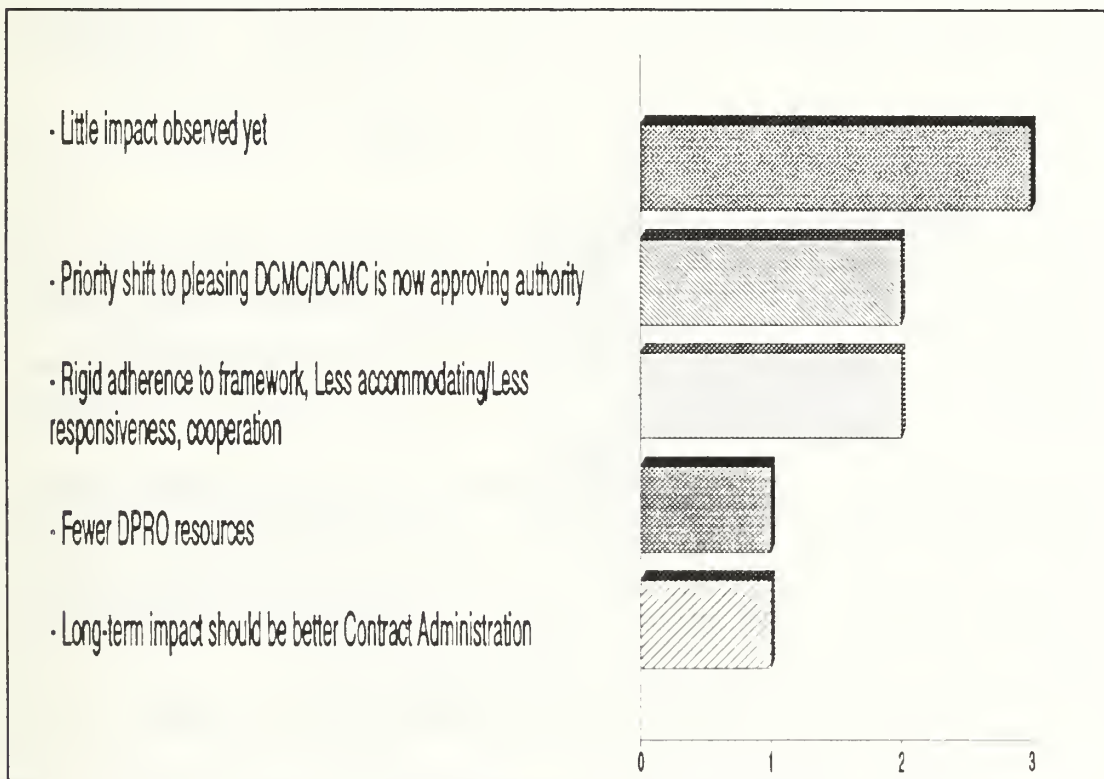 - Little impact observed yet
- Priority shift to pleasing DCMC/DCMC is now approving authority
- Rigid adherence to framework, Less accommodating/Less
responsiveness, cooperation
- Fewer DPRO resources
- Long-term impact should be better Contract Administration
0 1 2 3